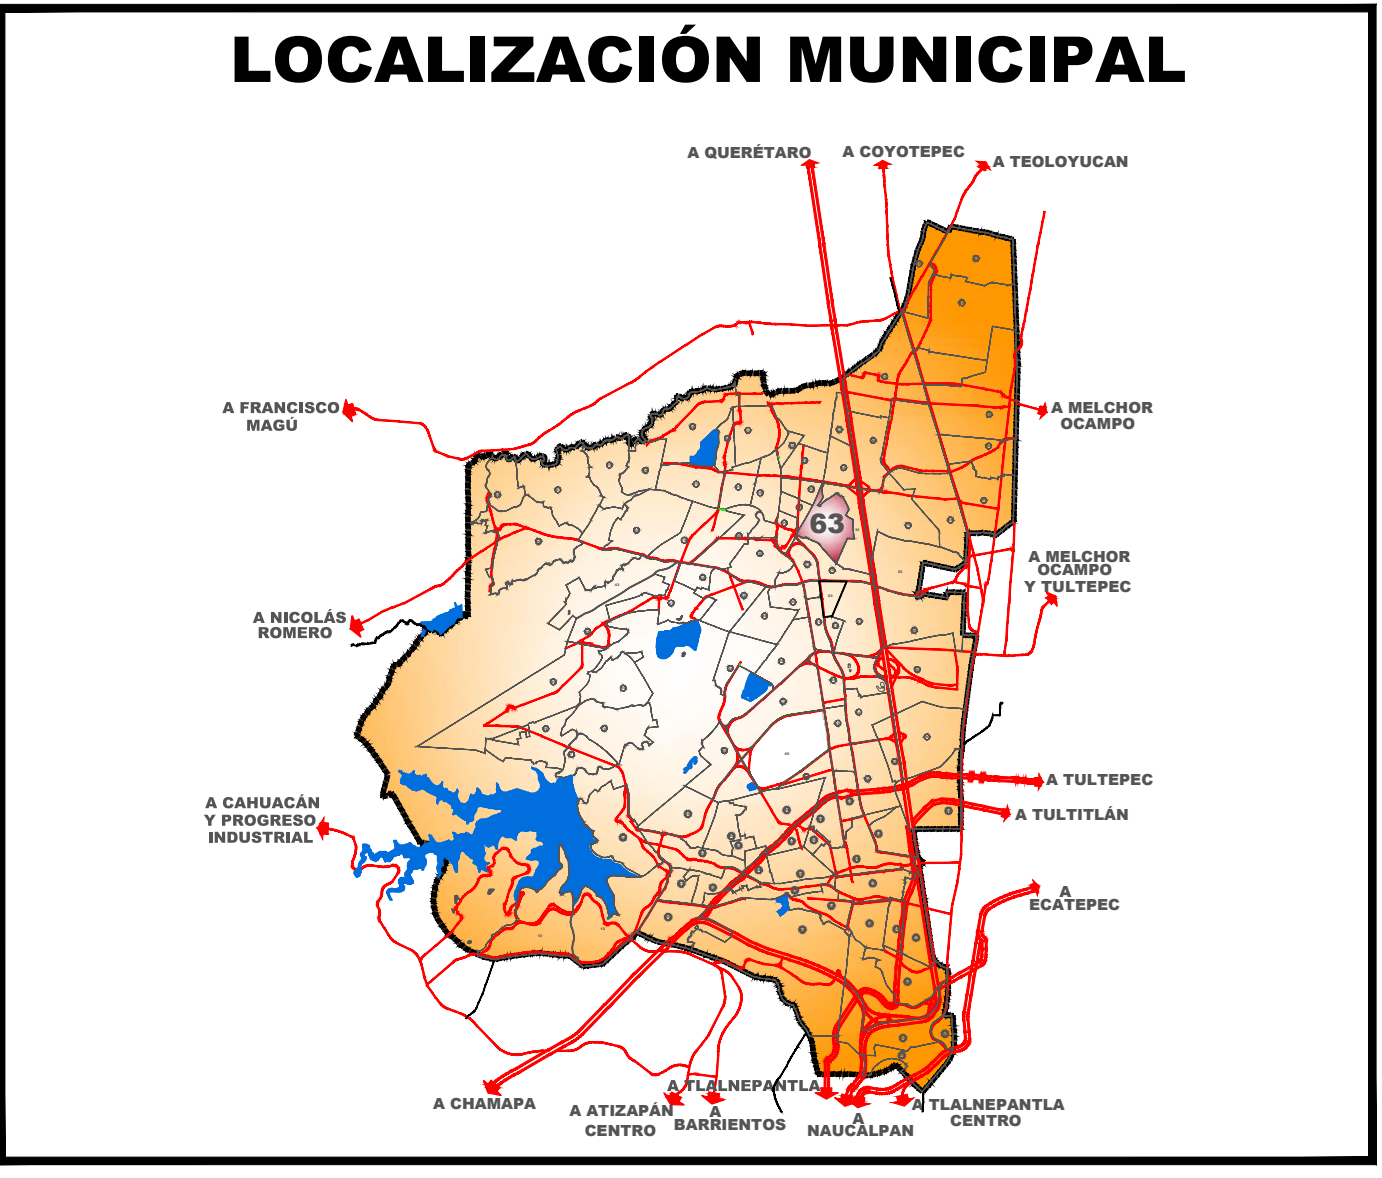 LOCALIZACIÓN MUNICIPAL
A QUERÉTARO
A COYOTEPEC
A TEOLOYUCAN
A FRANCISCO
MAGÚ
A MELCHOR
OCAMPO
63
A MELCHOR
OCAMPO
Y TULTEPEC
A NICOLÁS
ROMERO
A TULTEPEC
A CAHUACÁN
Y PROGRESO
INDUSTRIAL
A TULTITLÁN
A
ECATEPEC
A TLALNEPANTLA
A CHAMAPA
A ATIZAPÁN
CENTRO
A
BARRIENTOS
A
NAUCALPAN
A TLALNEPANTLA
CENTRO